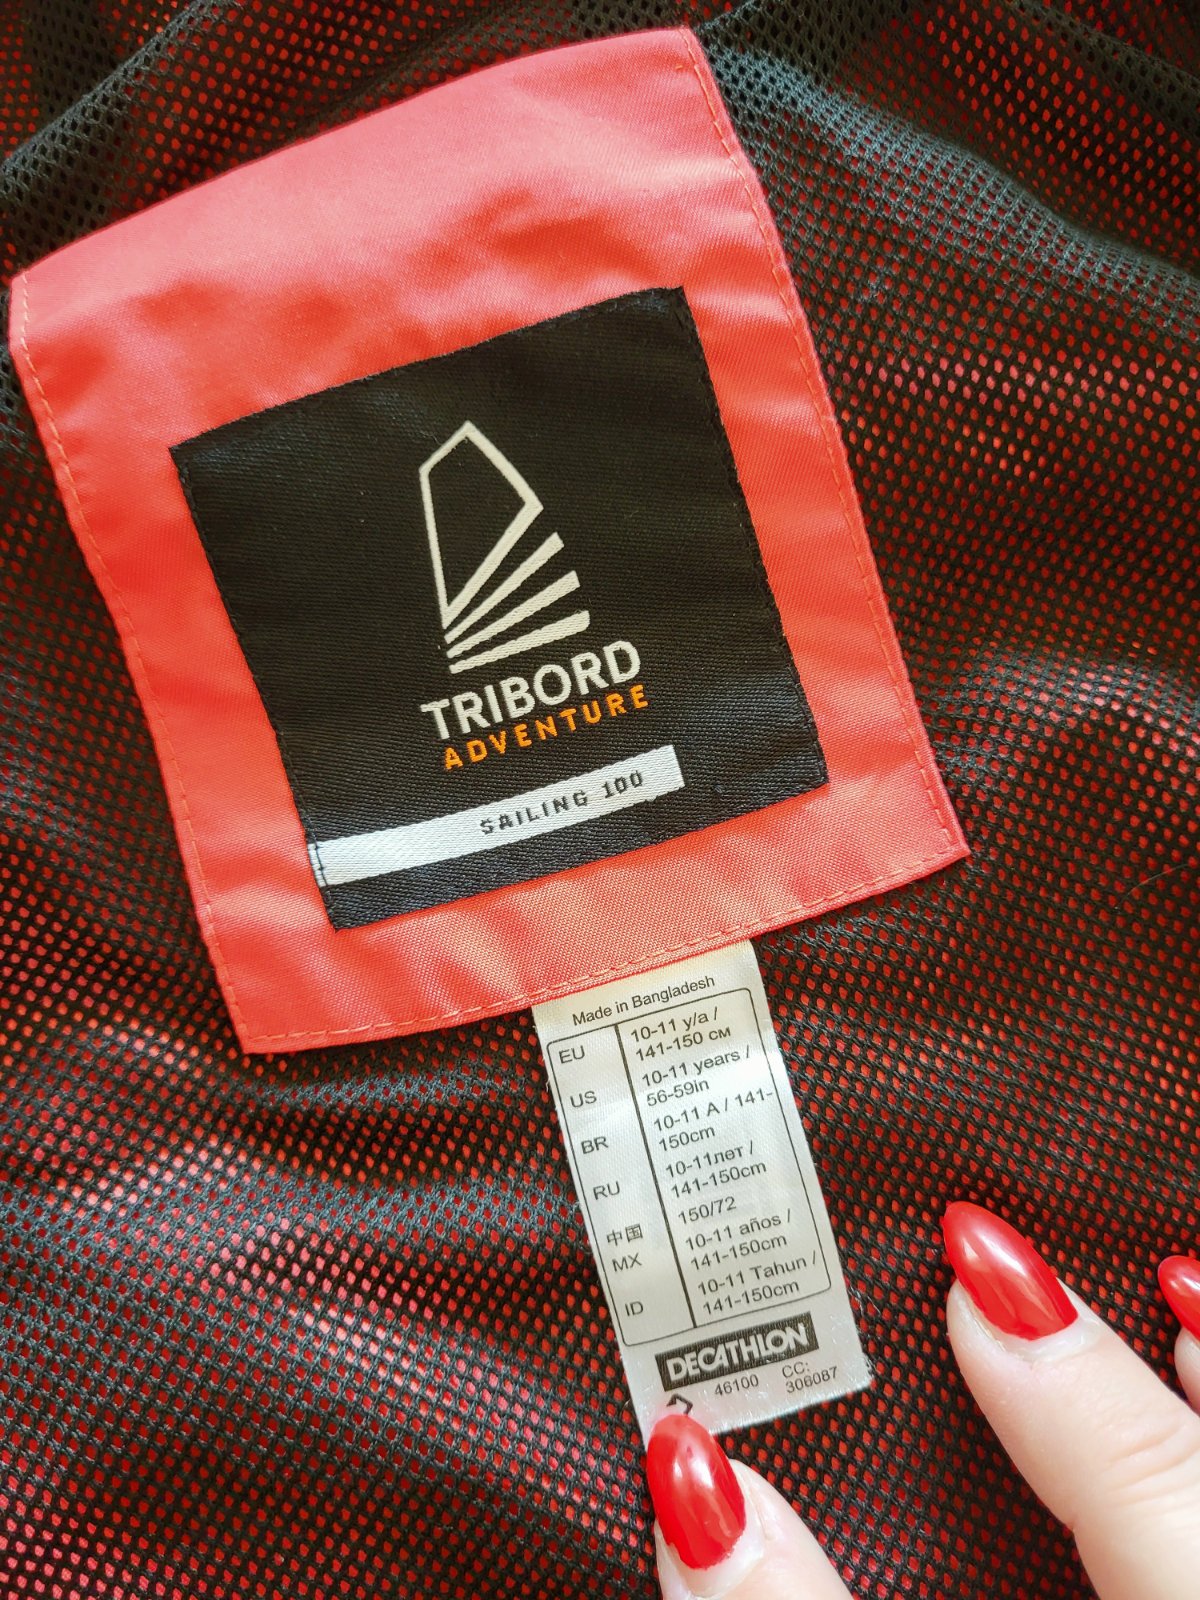 TRIBORD
ADVENTURE
SAILING 100
Made in Bangladesh
EU 10-11 y/a /
141-150 см
US 10-11 years /
56-59in
BR 10-11 A / 141-
150cm
RU 10-11лет /
141-150cm
中国 150/72
MX 10-11 años /
141-150cm
ID 10-11 Tahun /
141-150cm
DECATHLON
46100 CC:
306087